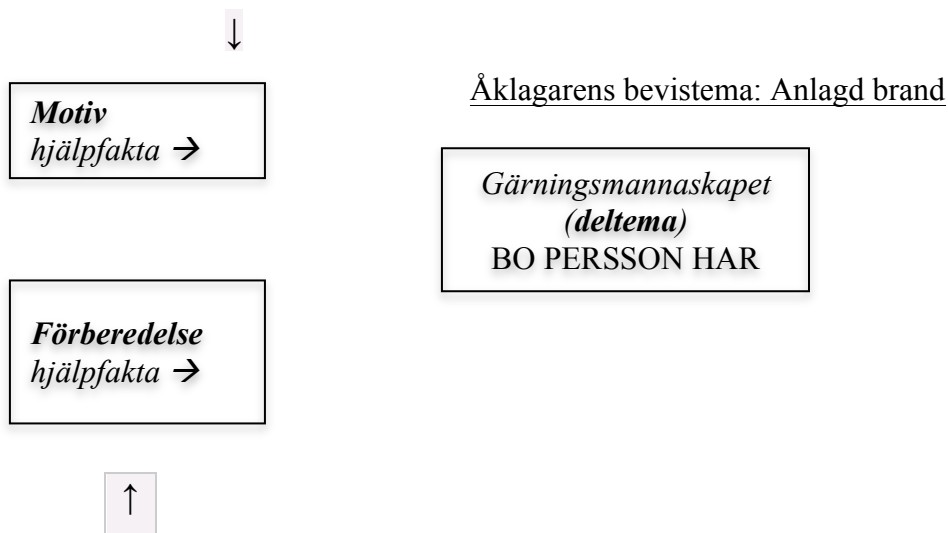 ↓
Motiv
hjälpfakta →
Åklagarens bevistema: Anlagd brand
Gärningsmannaskapet
(deltema)
BO PERSSON HAR
Förberedelse
hjälpfakta →
↑